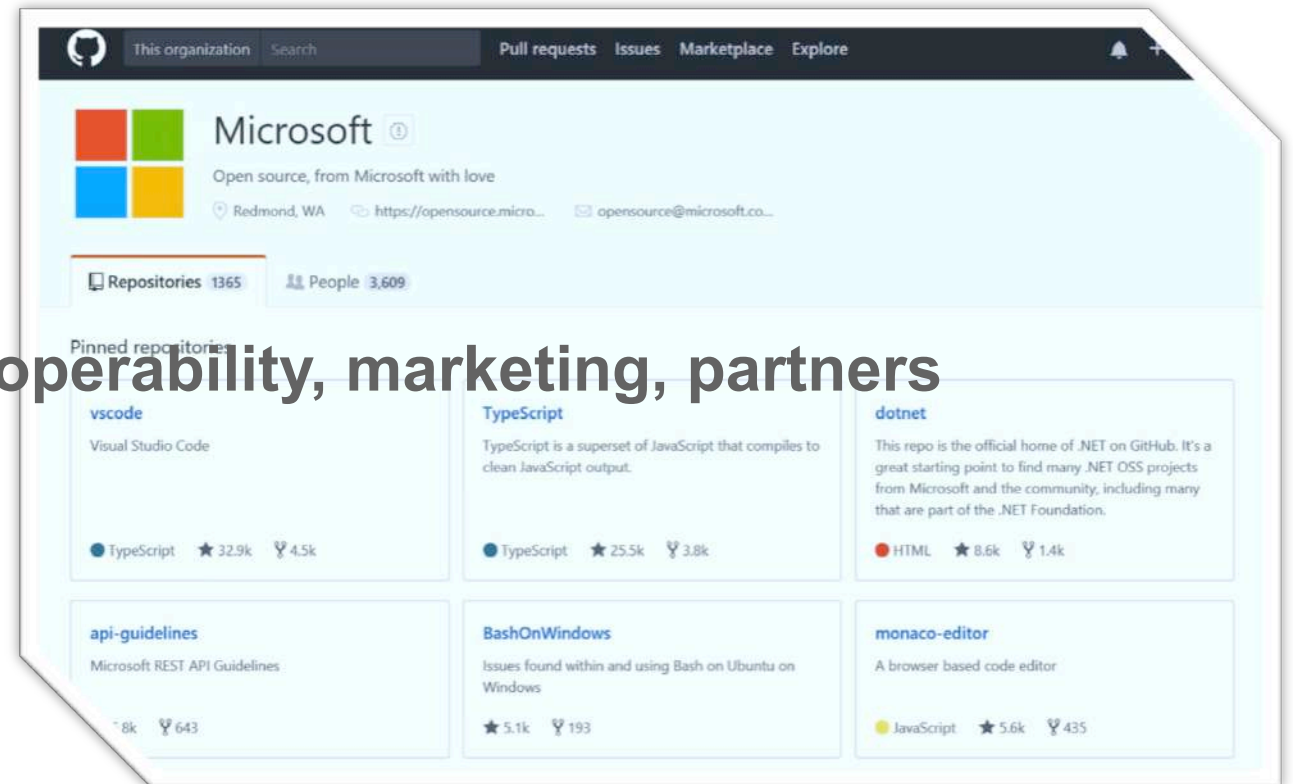 This organization Search Pull requests Issues Marketplace Explore
Microsoft
Open source, from Microsoft with love
Redmond, WA https://opensource.micro... opensource@microsoft.co...
Repositories 1365 People 3,609
Pinned repositories
operability, marketing, partners
vscode
Visual Studio Code
TypeScript 32.9k 4.5k
TypeScript
TypeScript is a superset of JavaScript that compiles to
clean JavaScript output.
TypeScript 25.5k 3.8k
dotnet
This repo is the official home of .NET on GitHub. It's a
great starting point to find many .NET OSS projects
from Microsoft and the community, including many
that are part of the .NET Foundation.
HTML 8.6k 1.4k
api-guidelines
Microsoft REST API Guidelines
8k 643
BashOnWindows
Issues found within and using Bash on Ubuntu on
Windows
5.1k 193
monaco-editor
A browser based code editor
JavaScript 5.6k 435